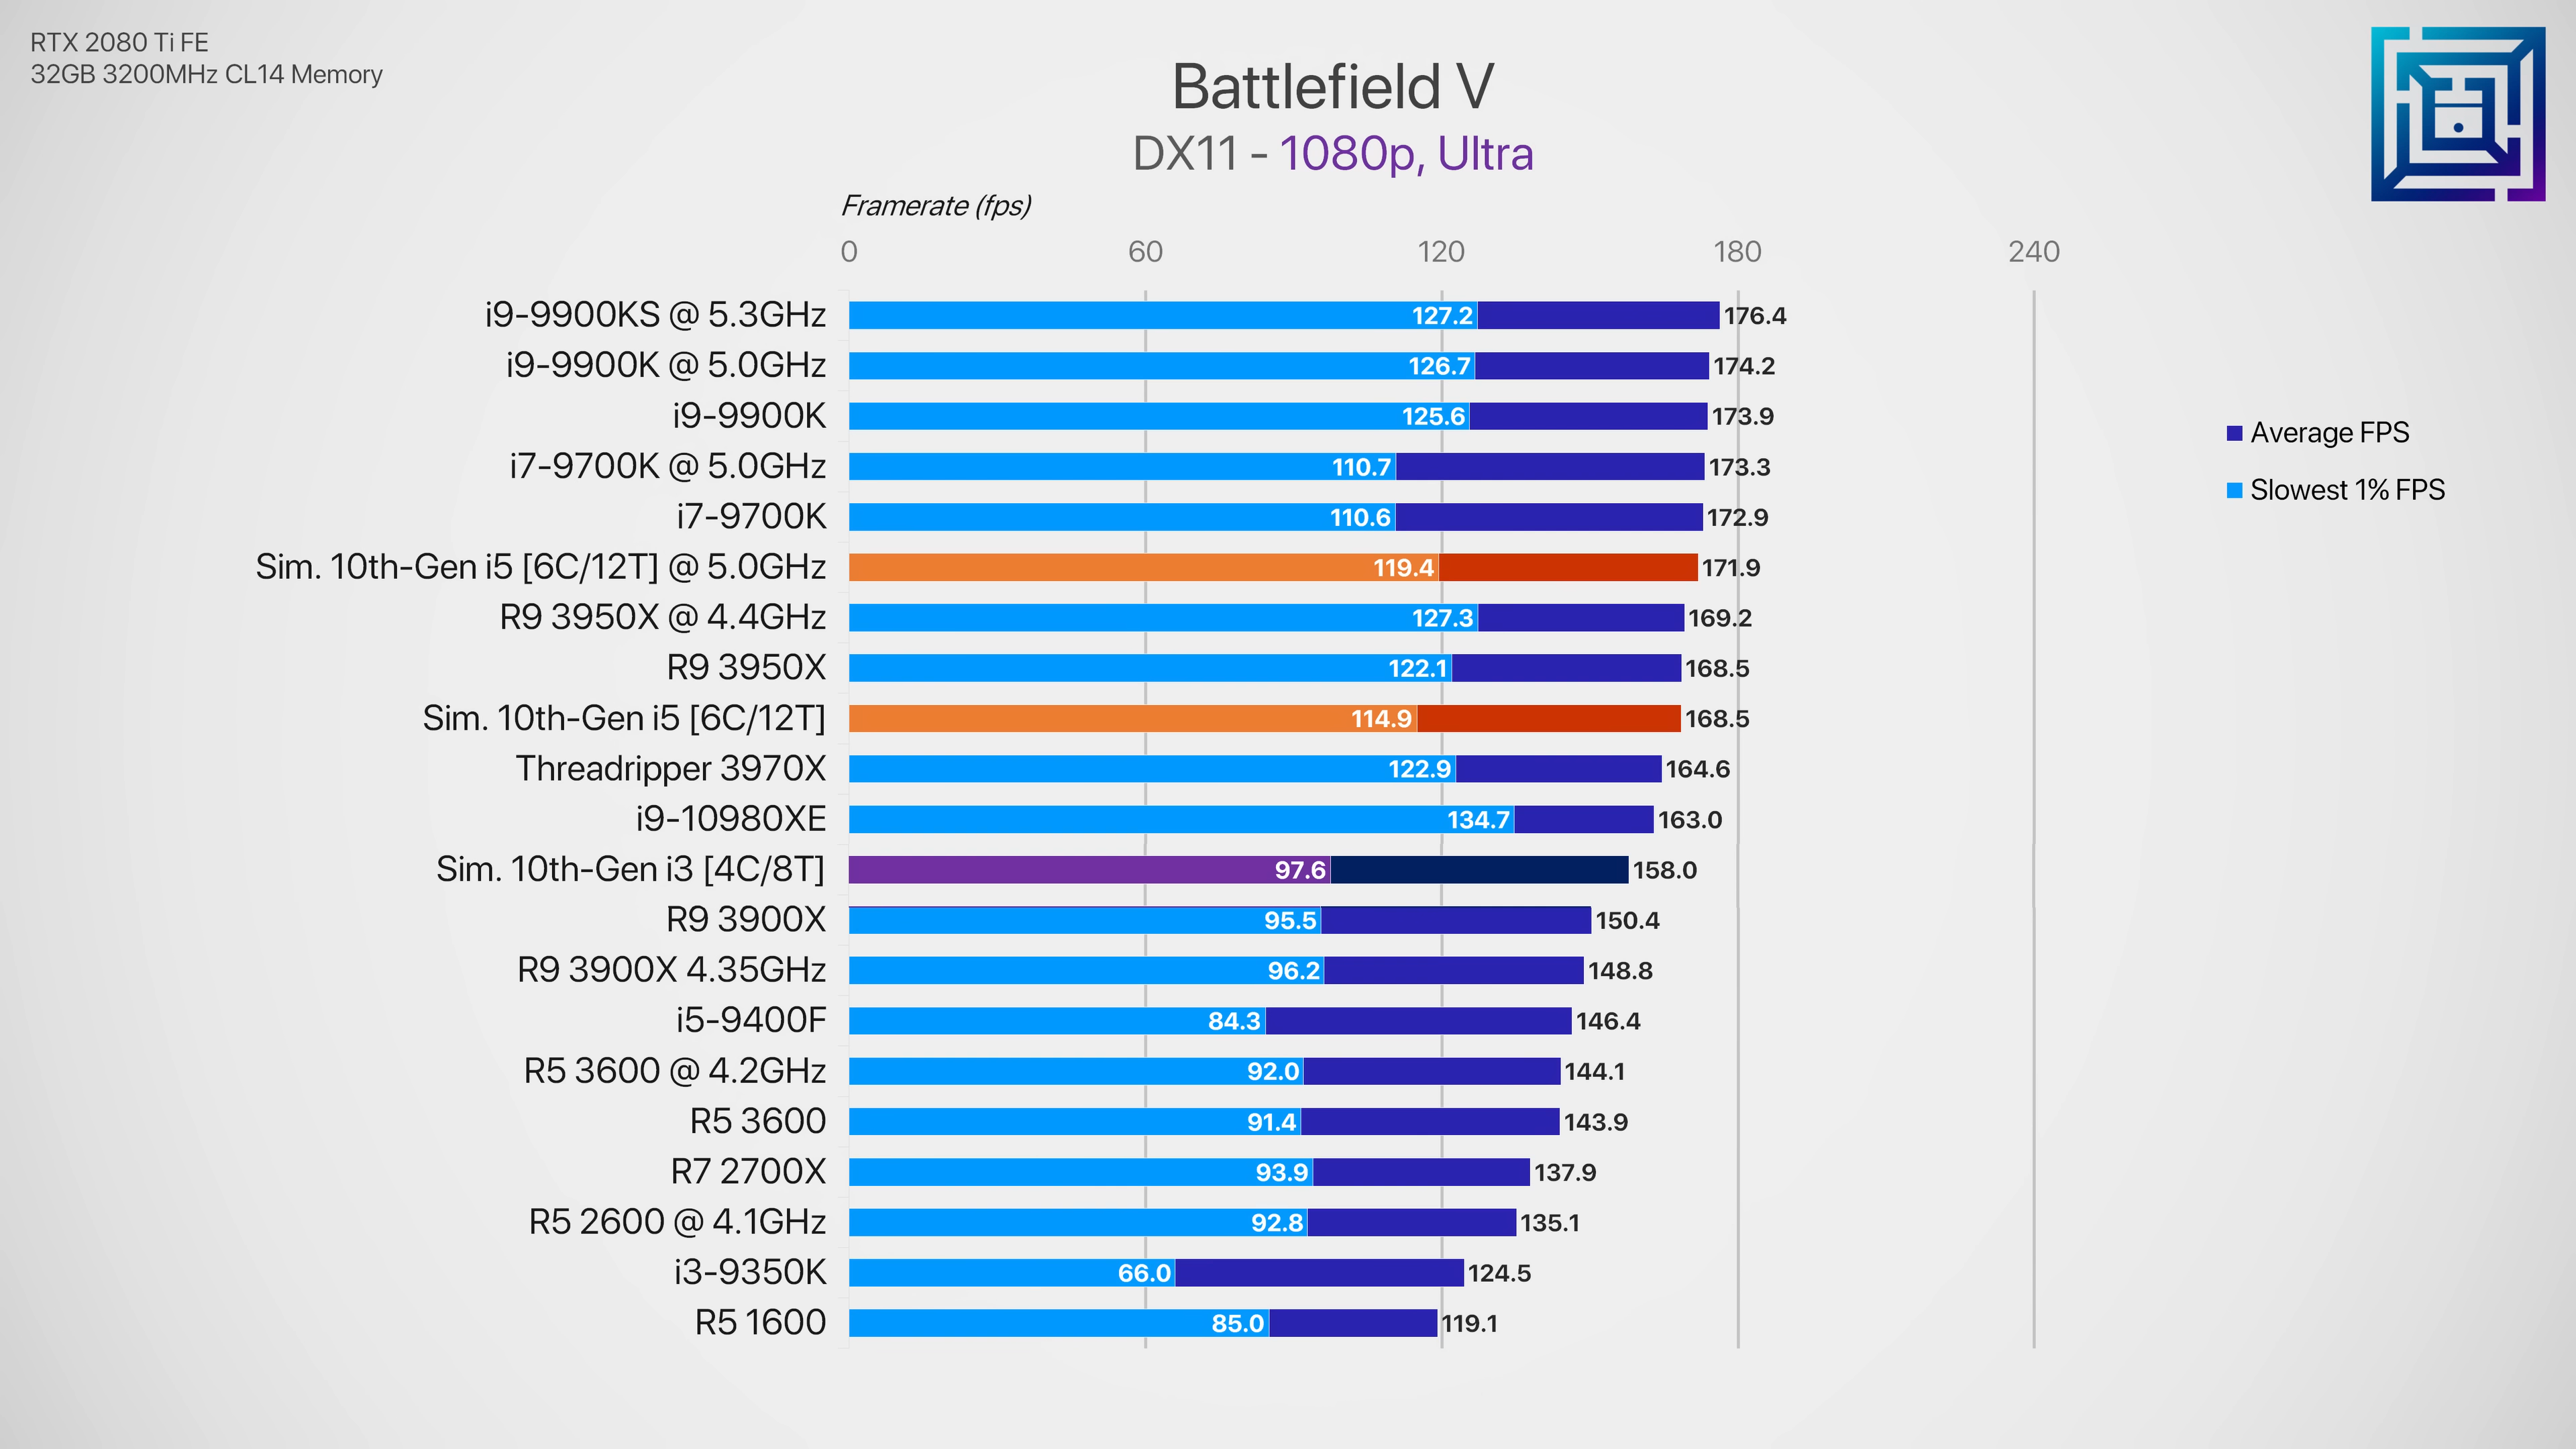 RTX 2080 Ti FE
32GB 3200MHz CL14 Memory
Battlefield V
DX11 - 1080p, Ultra
Framerate (fps)
0 60 120 180 240
i9-9900KS @ 5.3GHz 127.2 176.4
i9-9900K @ 5.0GHz 126.7 174.2
i9-9900K 125.6 173.9
i7-9700K @ 5.0GHz 110.7 173.3
i7-9700K 110.6 172.9
Sim. 10th-Gen i5 [6C/12T] @ 5.0GHz 119.4 171.9
R9 3950X @ 4.4GHz 127.3 169.2
R9 3950X 122.1 168.5
Sim. 10th-Gen i5 [6C/12T] 114.9 168.5
Threadripper 3970X 122.9 164.6
i9-10980XE 134.7 163.0
Sim. 10th-Gen i3 [4C/8T] 97.6 158.0
R9 3900X 95.5 150.4
R9 3900X 4.35GHz 96.2 148.8
i5-9400F 84.3 146.4
R5 3600 @ 4.2GHz 92.0 144.1
R5 3600 91.4 143.9
R7 2700X 93.9 137.9
R5 2600 @ 4.1GHz 92.8 135.1
i3-9350K 66.0 124.5
R5 1600 85.0 119.1
Average FPS
Slowest 1% FPS